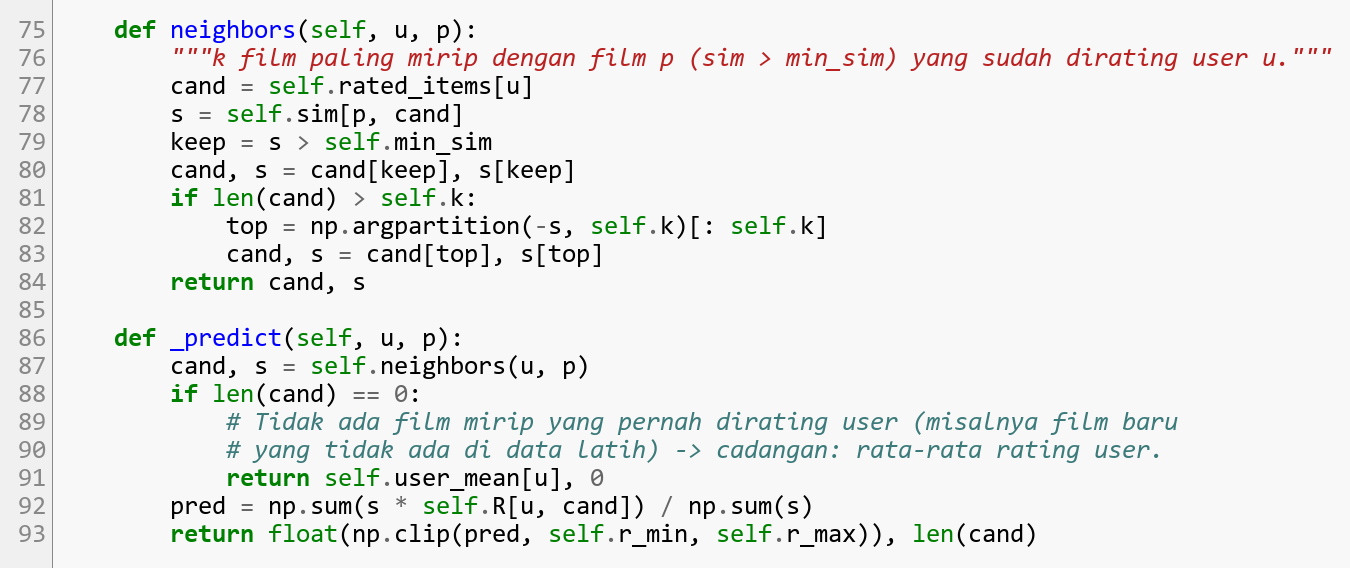 75     def neighbors(self, u, p):
76         """k film paling mirip dengan film p (sim > min_sim) yang sudah dirating user u."""
77         cand = self.rated_items[u]
78         s = self.sim[p, cand]
79         keep = s > self.min_sim
80         cand, s = cand[keep], s[keep]
81         if len(cand) > self.k:
82             top = np.argpartition(-s, self.k)[: self.k]
83             cand, s = cand[top], s[top]
84         return cand, s
85
86     def _predict(self, u, p):
87         cand, s = self.neighbors(u, p)
88         if len(cand) == 0:
89             # Tidak ada film mirip yang pernah dirating user (misalnya film baru
90             # yang tidak ada di data latih) -> cadangan: rata-rata rating user.
91             return self.user_mean[u], 0
92         pred = np.sum(s * self.R[u, cand]) / np.sum(s)
93         return float(np.clip(pred, self.r_min, self.r_max)), len(cand)